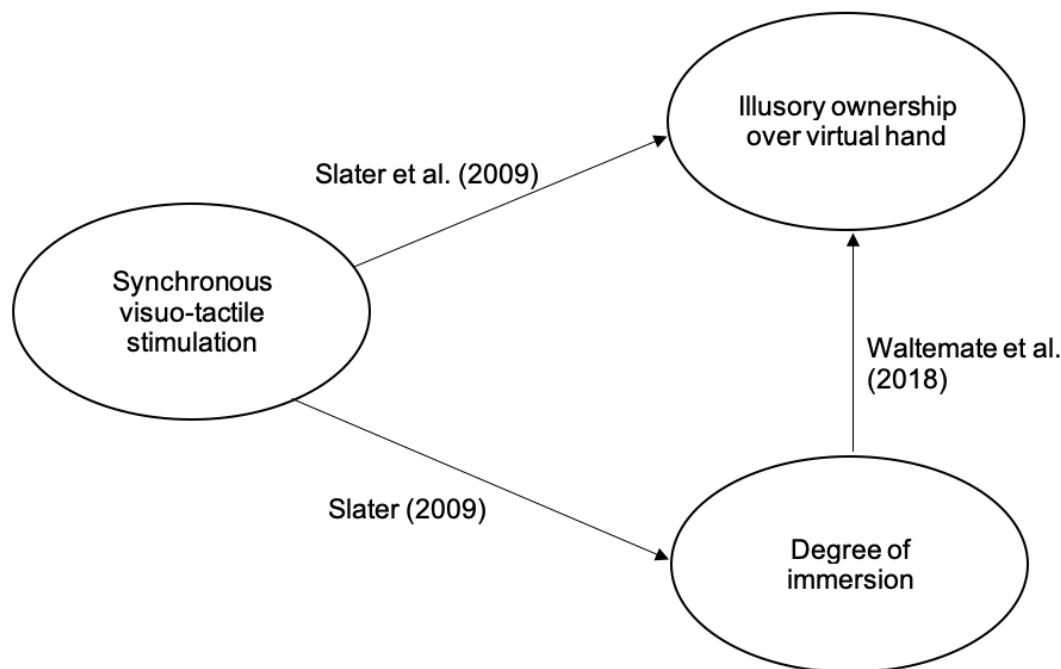 Illusory ownership
over virtual hand
Slater et al. (2009)
Synchronous
visuo-tactile
stimulation
Waltemate et al.
(2018)
Slater (2009)
Degree of
immersion